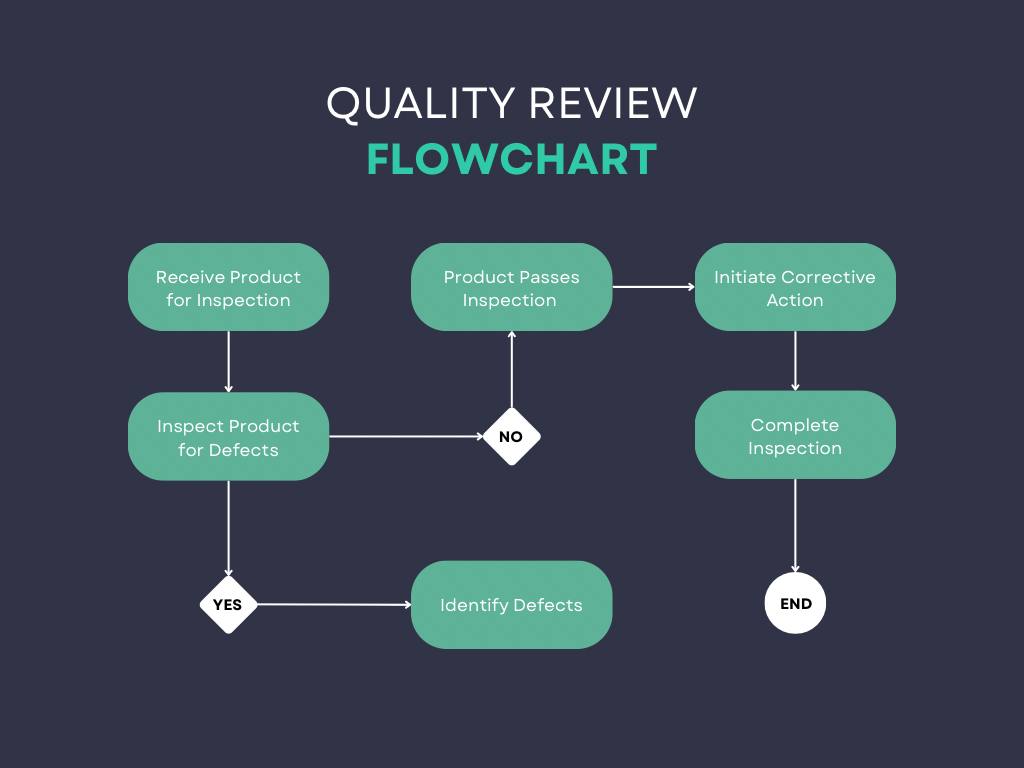 QUALITY REVIEW
FLOWCHART
Receive Product
for Inspection
Product Passes
Inspection
Initiate Corrective
Action
Inspect Product
for Defects
NO
Complete
Inspection
YES
Identify Defects
END